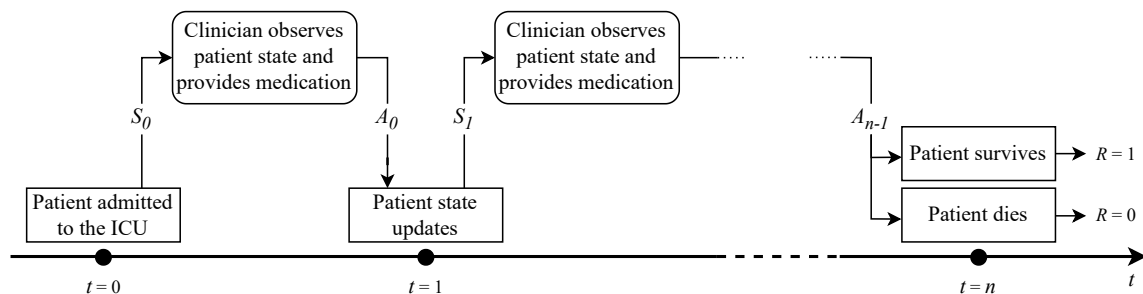 Clinician observes
patient state and
provides medication
Clinician observes
patient state and
provides medication
S0
A0
S1
An-1
Patient survives
R = 1
Patient admitted
to the ICU
Patient state
updates
Patient dies
R = 0
t = 0
t = 1
t = n
t